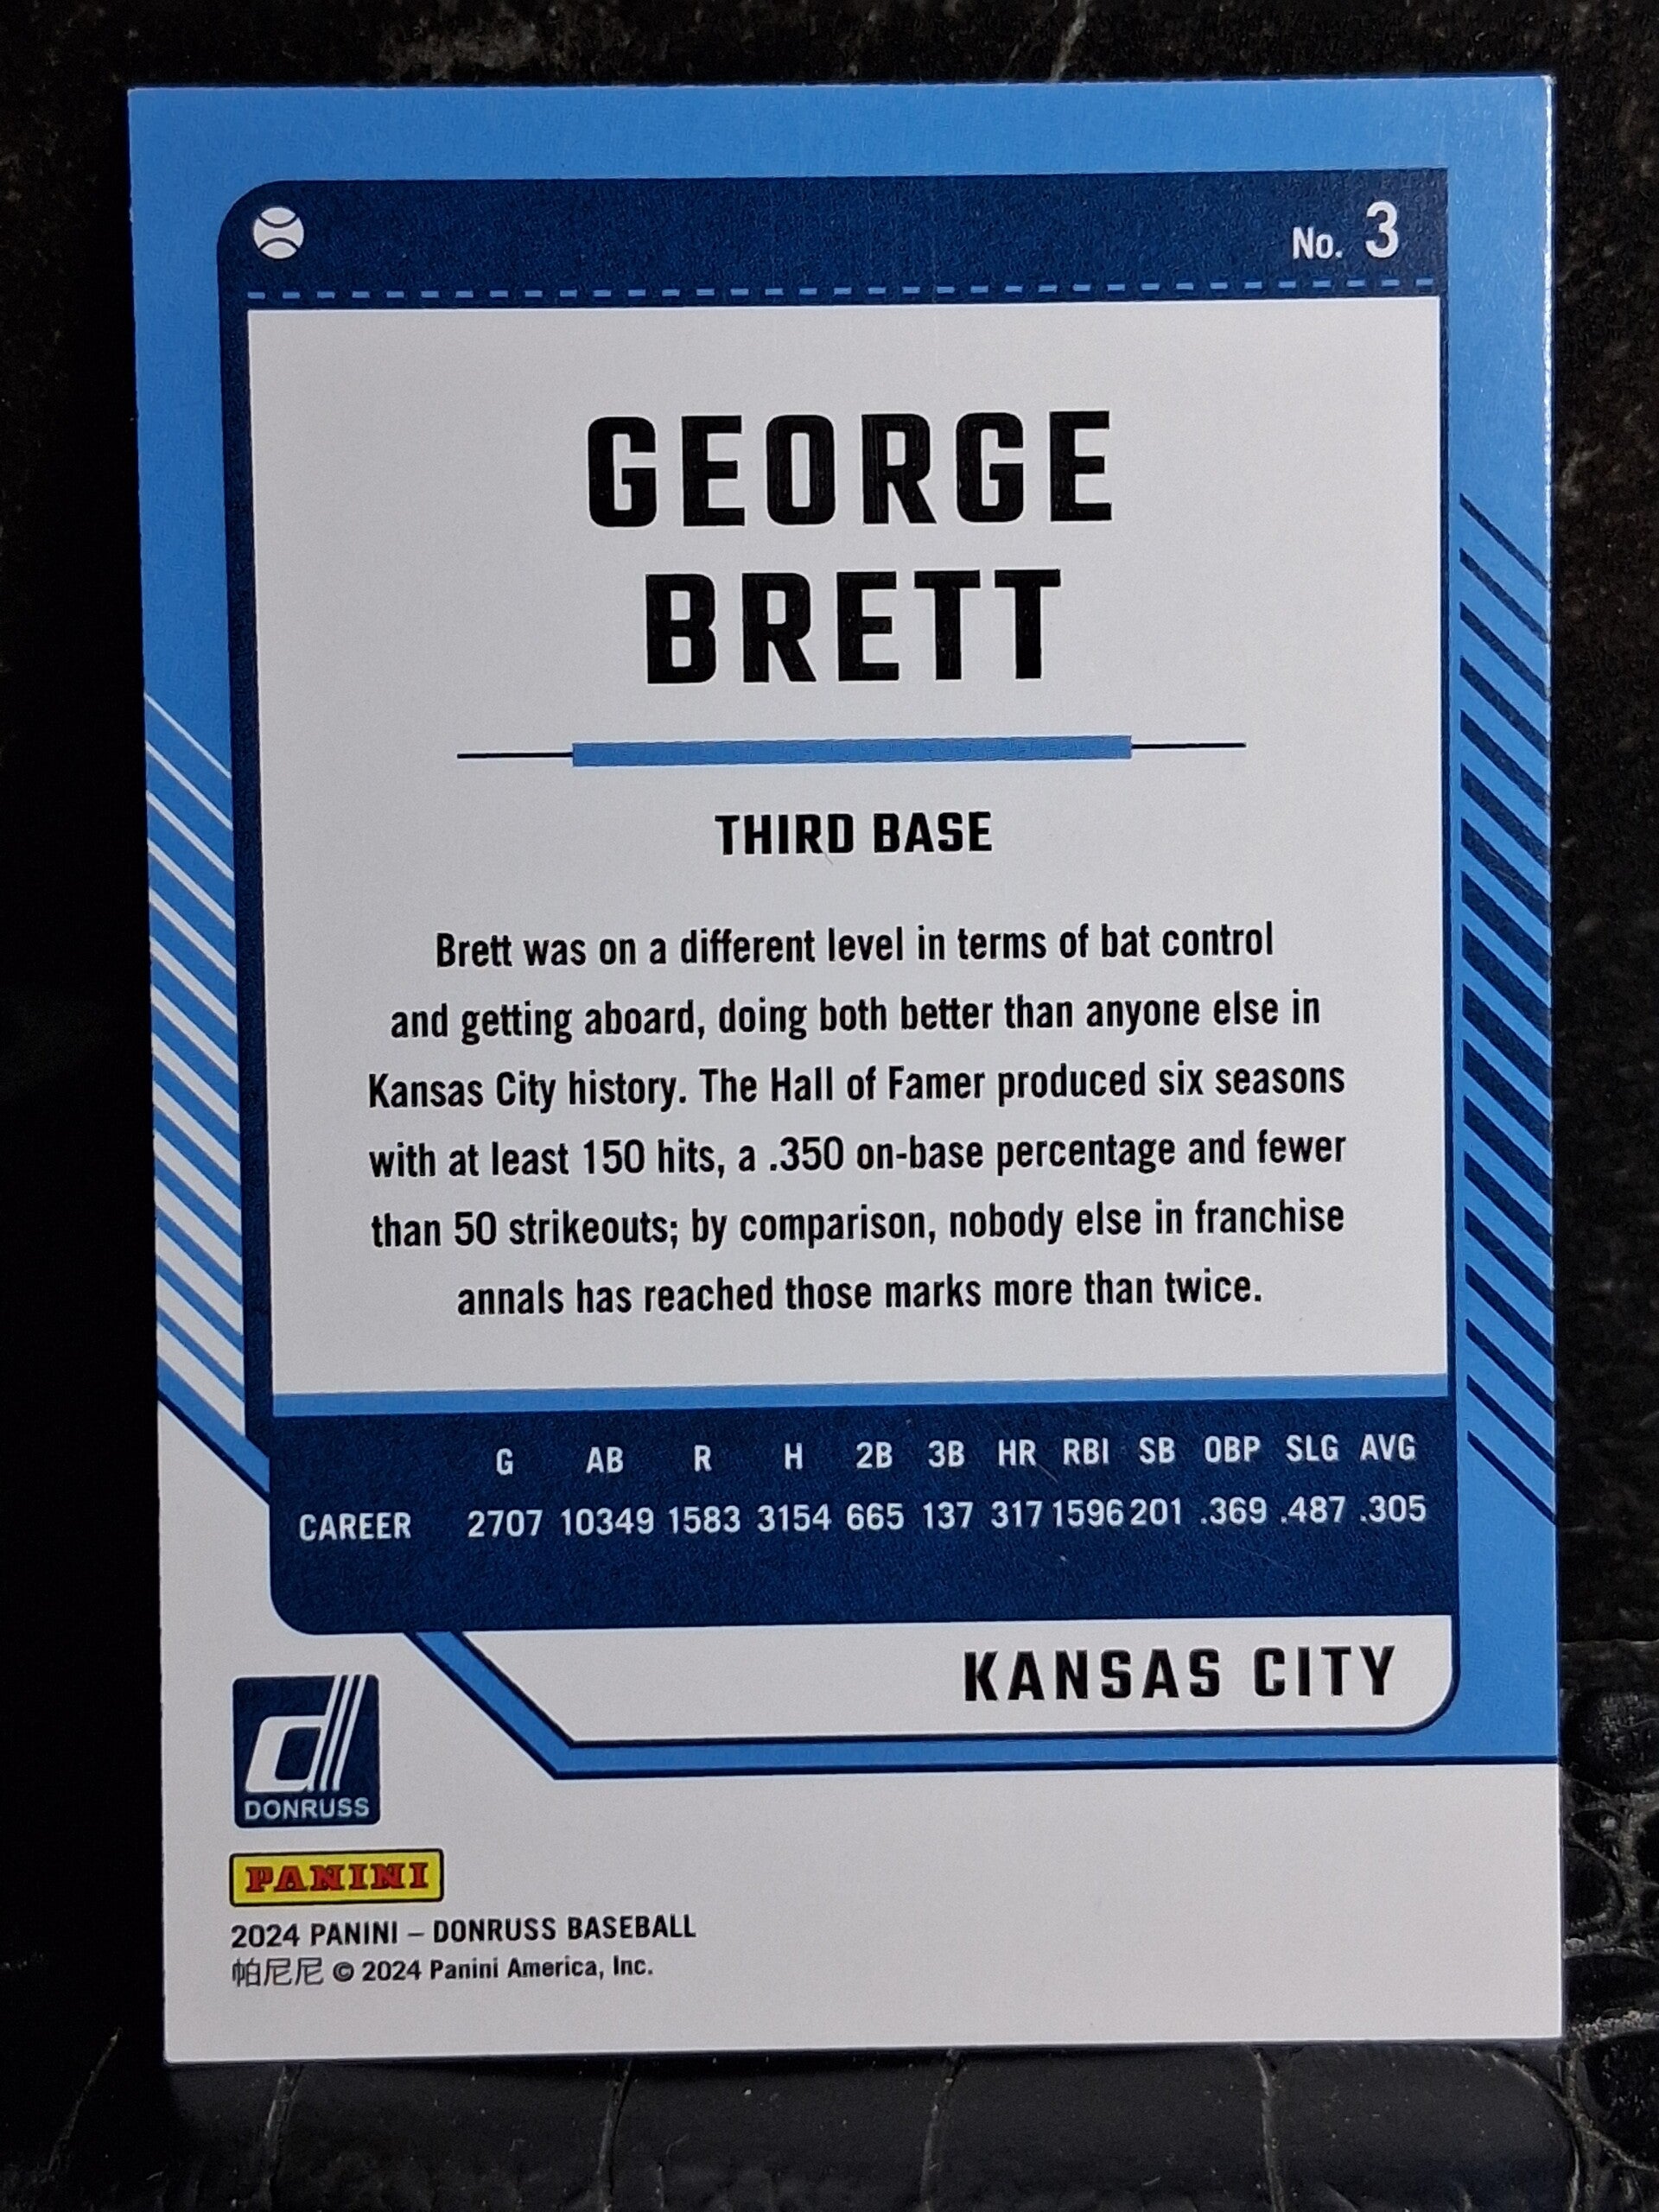 No. 3
GEORGE
BRETT
THIRD BASE
Brett was on a different level in terms of bat control
and getting aboard, doing both better than anyone else in
Kansas City history. The Hall of Famer produced six seasons
with at least 150 hits, a .350 on-base percentage and fewer
than 50 strikeouts; by comparison, nobody else in franchise
annals has reached those marks more than twice.
G AB R H 2B 3B HR RBI SB OBP SLG AVG
CAREER 2707 10349 1583 3154 665 137 317 1596 201 .369 .487 .305
KANSAS CITY
d
DONRUSS
PANINI
2024 PANINI – DONRUSS BASEBALL
帕尼尼 © 2024 Panini America, Inc.